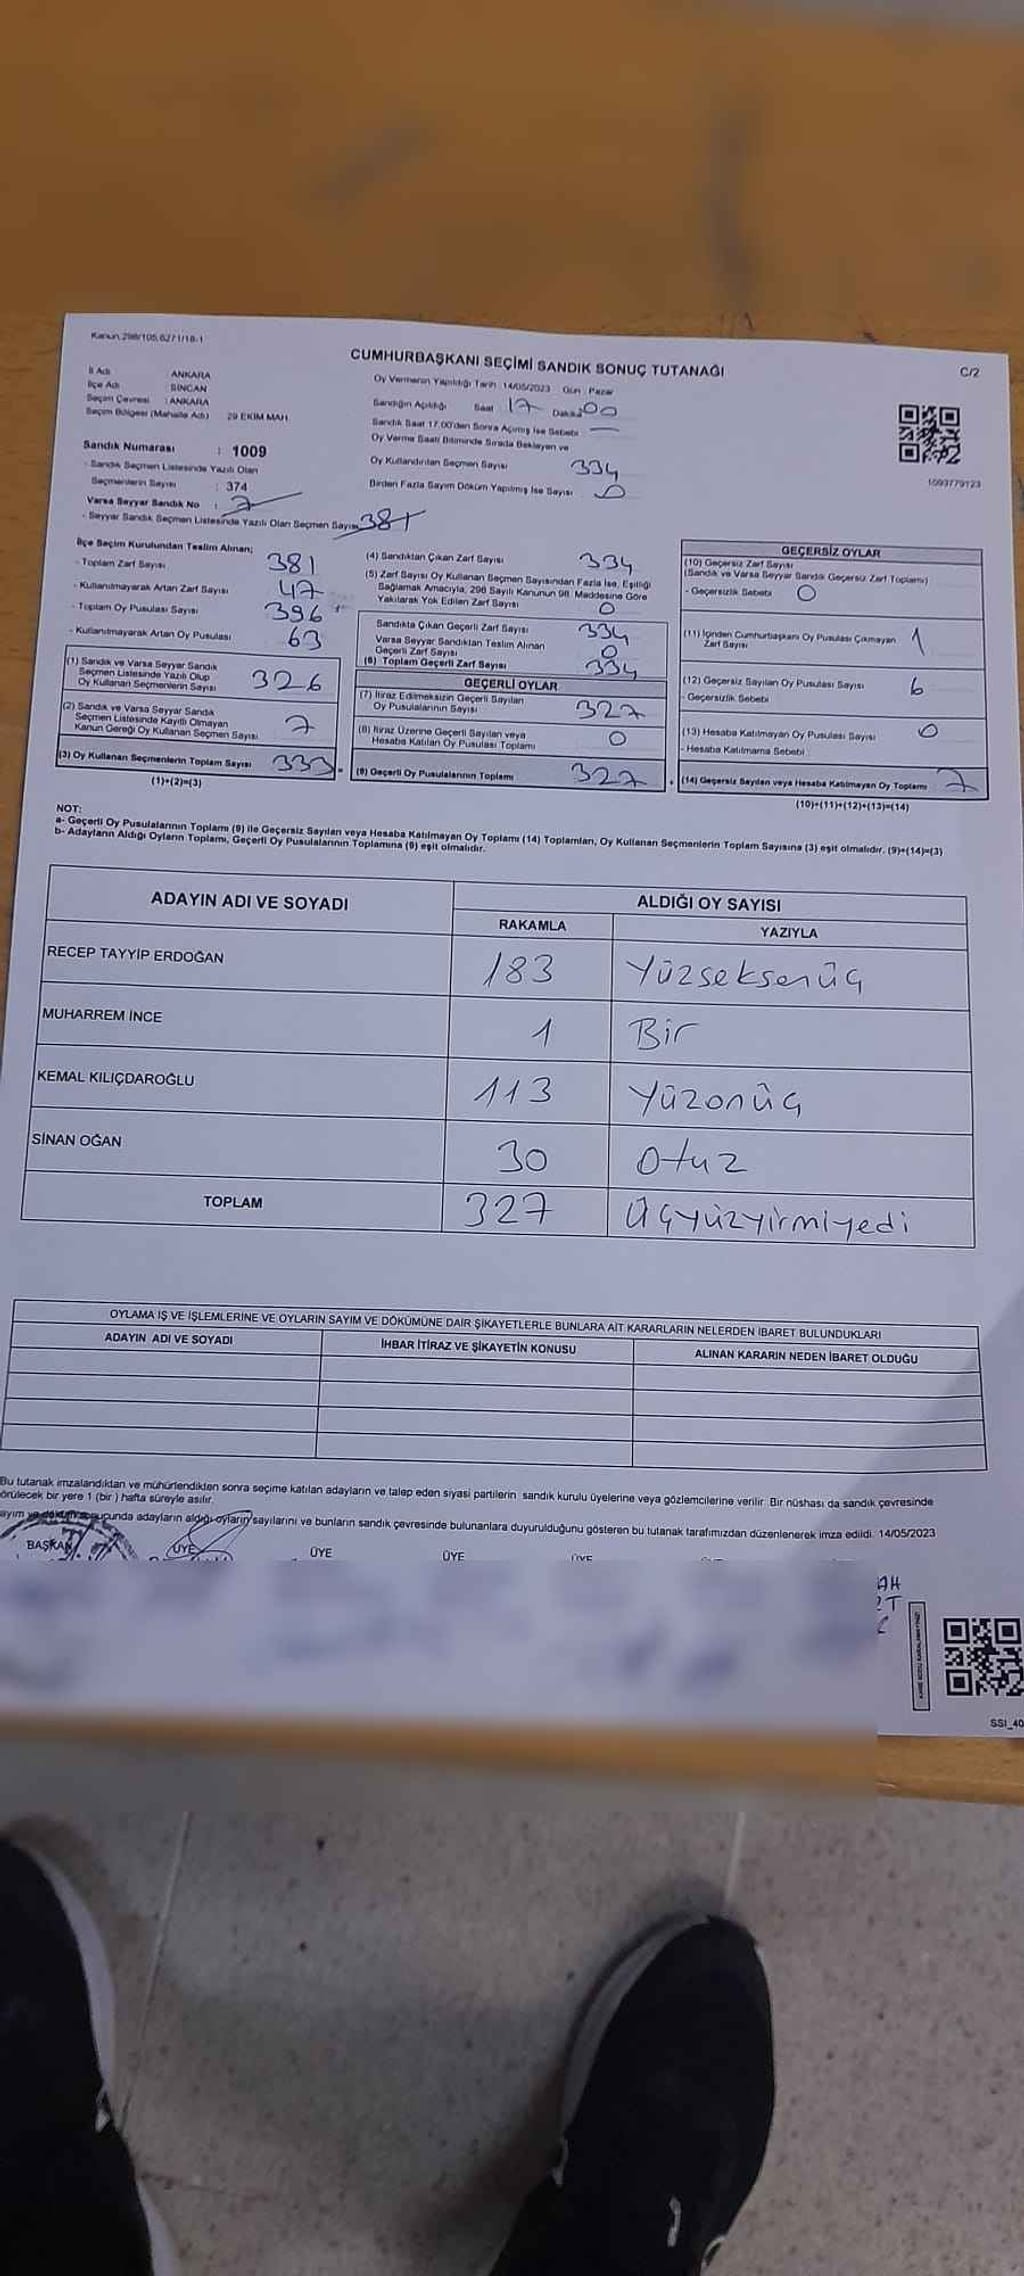 Kanun 298/105,6271/18-1
CUMHURBAŞKANI SEÇİMİ SANDIK SONUÇ TUTANAĞI
C/2
İl Adı : ANKARA
İlçe Adı : SİNCAN
Seçim Çevresi : ANKARA
Seçim Bölgesi (Mahalle Adı) 29 EKİM MAH.
Sandık Numarası : 1009
- Sandık Seçmen Listesinde Yazılı Olan
Seçmenlerin Sayısı : 374
Varsa Seyyar Sandık No : 7
- Seyyar Sandık Seçmen Listesinde Yazılı Olan Seçmen Sayısı 381
Oy Vermenin Yapıldığı Tarih : 14/05/2023 Gün : Pazar
Sandığın Açıldığı Saat 17 Dakika 00
Sandık Saat 17.00'den Sonra Açılmış İse Sebebi : —
Oy Verme Saati Bitiminde Sırada Bekleyen ve
Oy Kullandırılan Seçmen Sayısı 334
Birden Fazla Sayım Döküm Yapılmış İse Sayısı 0
1093779123
İlçe Seçim Kurulundan Teslim Alınan;
- Toplam Zarf Sayısı 381
- Kullanılmayarak Artan Zarf Sayısı 47
- Toplam Oy Pusulası Sayısı 396
- Kullanılmayarak Artan Oy Pusulası 63
(1) Sandık ve Varsa Seyyar Sandık
Seçmen Listesinde Yazılı Olup
Oy Kullanan Seçmenlerin Sayısı 326
(2) Sandık ve Varsa Seyyar Sandık
Seçmen Listesinde Kayıtlı Olmayan
Kanun Gereği Oy Kullanan Seçmen Sayısı 7
(3) Oy Kullanan Seçmenlerin Toplam Sayısı 333
(1)+(2)=(3)
(4) Sandıktan Çıkan Zarf Sayısı 334
(5) Zarf Sayısı Oy Kullanan Seçmen Sayısından Fazla İse, Eşitliği
Sağlamak Amacıyla, 298 Sayılı Kanunun 98. Maddesine Göre
Yakılarak Yok Edilen Zarf Sayısı 0
Sandıkta Çıkan Geçerli Zarf Sayısı 334
Varsa Seyyar Sandıktan Teslim Alınan
Geçerli Zarf Sayısı 0
(6) Toplam Geçerli Zarf Sayısı 334
GEÇERLİ OYLAR
(7) İtiraz Edilmeksizin Geçerli Sayılan
Oy Pusulalarının Sayısı 327
(8) İtiraz Üzerine Geçerli Sayılan veya
Hesaba Katılan Oy Pusulası Toplamı 0
(9) Geçerli Oy Pusulalarının Toplamı 327
GEÇERSİZ OYLAR
(10) Geçersiz Zarf Sayısı
(Sandık ve Varsa Seyyar Sandık Geçersiz Zarf Toplamı)
- Geçersizlik Sebebi 0
(11) İçinden Cumhurbaşkanı Oy Pusulası Çıkmayan
Zarf Sayısı 1
(12) Geçersiz Sayılan Oy Pusulası Sayısı 6
- Geçersizlik Sebebi
(13) Hesaba Katılmayan Oy Pusulası Sayısı 0
- Hesaba Katılmama Sebebi :
(14) Geçersiz Sayılan veya Hesaba Katılmayan Oy Toplamı 7
(10)+(11)+(12)+(13)=(14)
NOT:
a- Geçerli Oy Pusulalarının Toplamı (9) ile Geçersiz Sayılan veya Hesaba Katılmayan Oy Toplamı (14) Toplamları, Oy Kullanan Seçmenlerin Toplam Sayısına (3) eşit olmalıdır. (9)+(14)=(3)
b- Adayların Aldığı Oyların Toplamı, Geçerli Oy Pusulalarının Toplamına (9) eşit olmalıdır.
ADAYIN ADI VE SOYADI
ALDIĞI OY SAYISI
RAKAMLA YAZIYLA
RECEP TAYYİP ERDOĞAN 183 Yüzseksenüç
MUHARREM İNCE 1 Bir
KEMAL KILIÇDAROĞLU 113 Yüzonüç
SİNAN OĞAN 30 Otuz
TOPLAM 327 Üçyüzyirmiyedi
OYLAMA İŞ VE İŞLEMLERİNE VE OYLARIN SAYIM VE DÖKÜMÜNE DAİR ŞİKAYETLERLE BUNLARA AİT KARARLARIN NELERDEN İBARET BULUNDUKLARI
ADAYIN ADI VE SOYADI İHBAR İTİRAZ VE ŞİKAYETİN KONUSU ALINAN KARARIN NEDEN İBARET OLDUĞU
Bu tutanak imzalandıktan ve mühürlendikten sonra seçime katılan adayların ve talep eden siyasi partilerin sandık kurulu üyelerine veya gözlemcilerine verilir. Bir nüshası da sandık çevresinde
örülecek bir yere 1 (bir) hafta süreyle asılır.
ayım ve döküm sonucunda adayların aldığı oyların sayılarını ve bunların sandık çevresinde bulunanlara duyurulduğunu gösteren bu tutanak tarafımızdan düzenlenerek imza edildi. 14/05/2023
BAŞKAN ÜYE ÜYE ÜYE ÜYE
AH
SSI_40